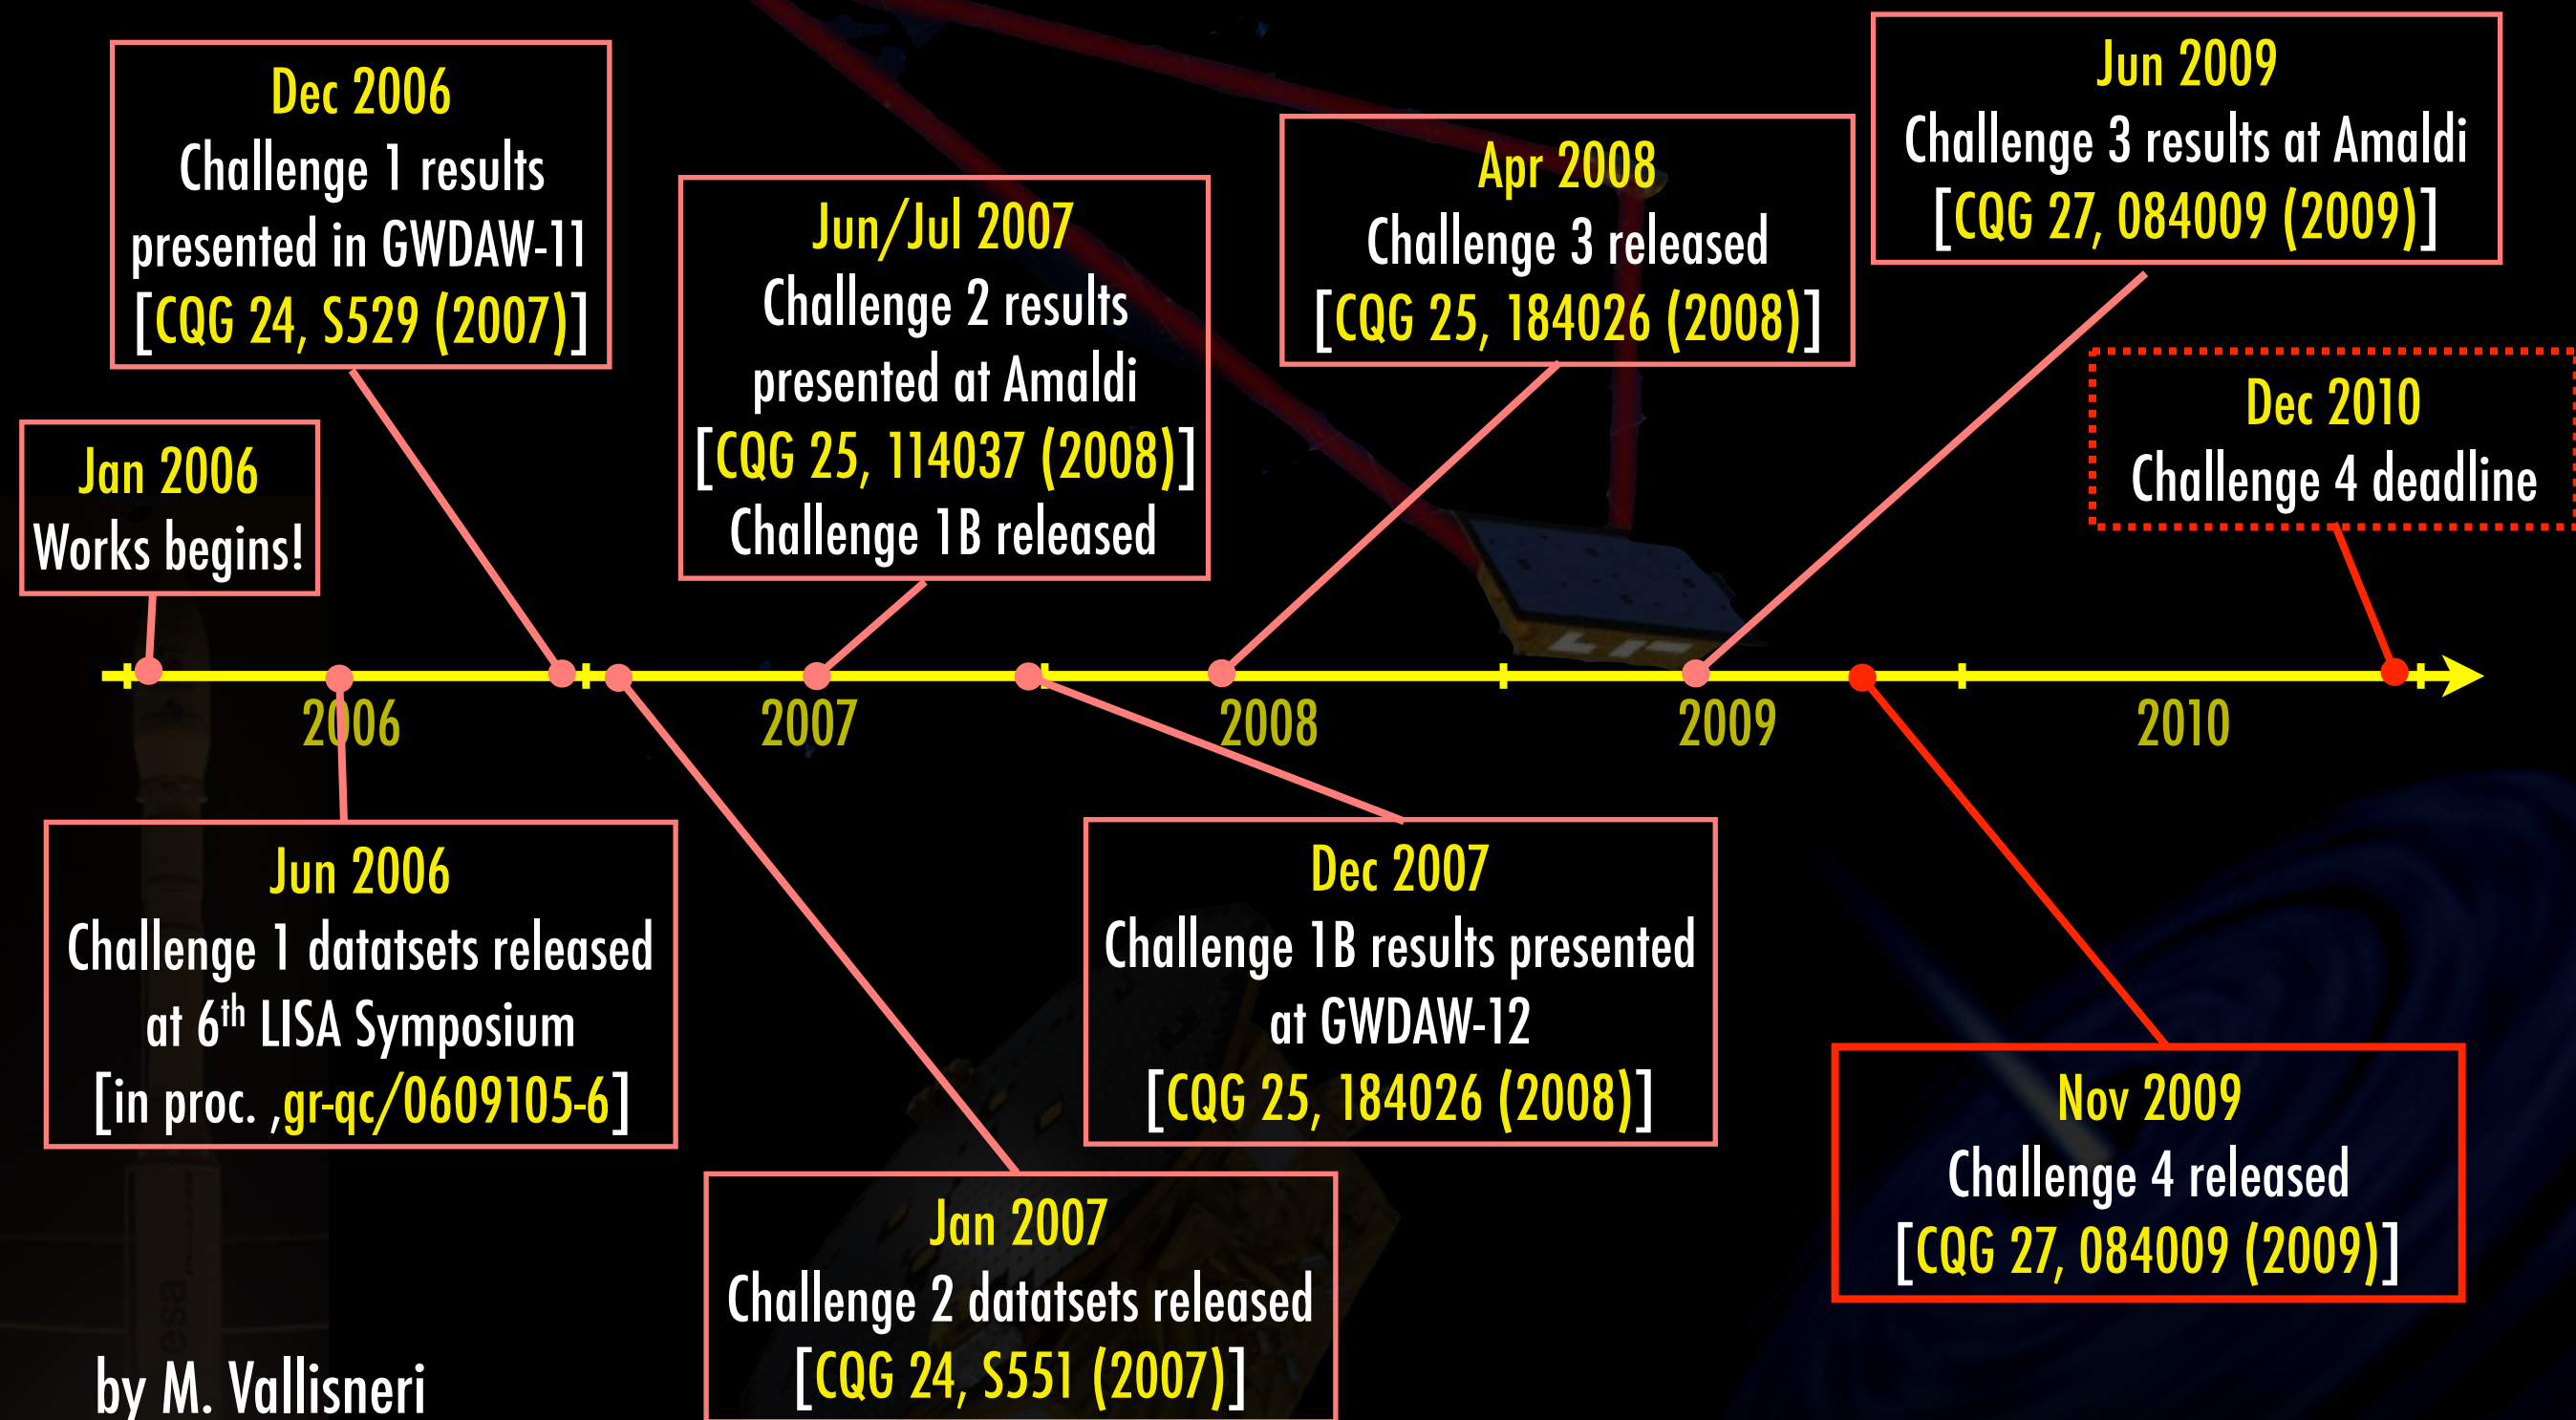 Dec 2006
Challenge 1 results
presented in GWDAW-11
[CQG 24, S529 (2007)]
Jun/Jul 2007
Challenge 2 results
presented at Amaldi
[CQG 25, 114037 (2008)]
Challenge 1B released
Apr 2008
Challenge 3 released
[CQG 25, 184026 (2008)]
Jun 2009
Challenge 3 results at Amaldi
[CQG 27, 084009 (2009)]
Jan 2006
Works begins!
Dec 2010
Challenge 4 deadline
2006
2007
2008
2009
2010
Jun 2006
Challenge 1 datatsets released
at 6th LISA Symposium
[in proc. ,gr-qc/0609105-6]
Dec 2007
Challenge 1B results presented
at GWDAW-12
[CQG 25, 184026 (2008)]
Nov 2009
Challenge 4 released
[CQG 27, 084009 (2009)]
Jan 2007
Challenge 2 datatsets released
[CQG 24, S551 (2007)]
esa
by M. Vallisneri